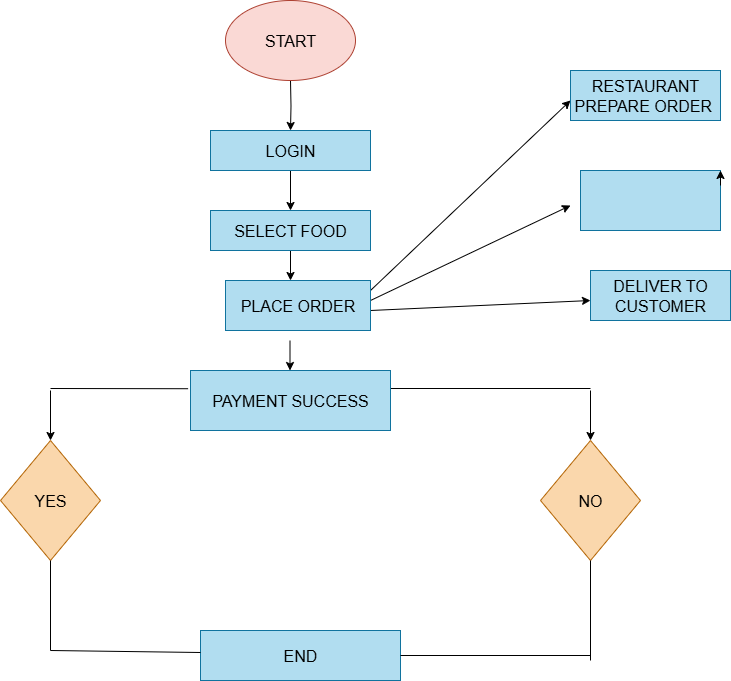 START
LOGIN
SELECT FOOD
PLACE ORDER
RESTAURANT
PREPARE ORDER
DELIVER TO
CUSTOMER
PAYMENT SUCCESS
YES
NO
END